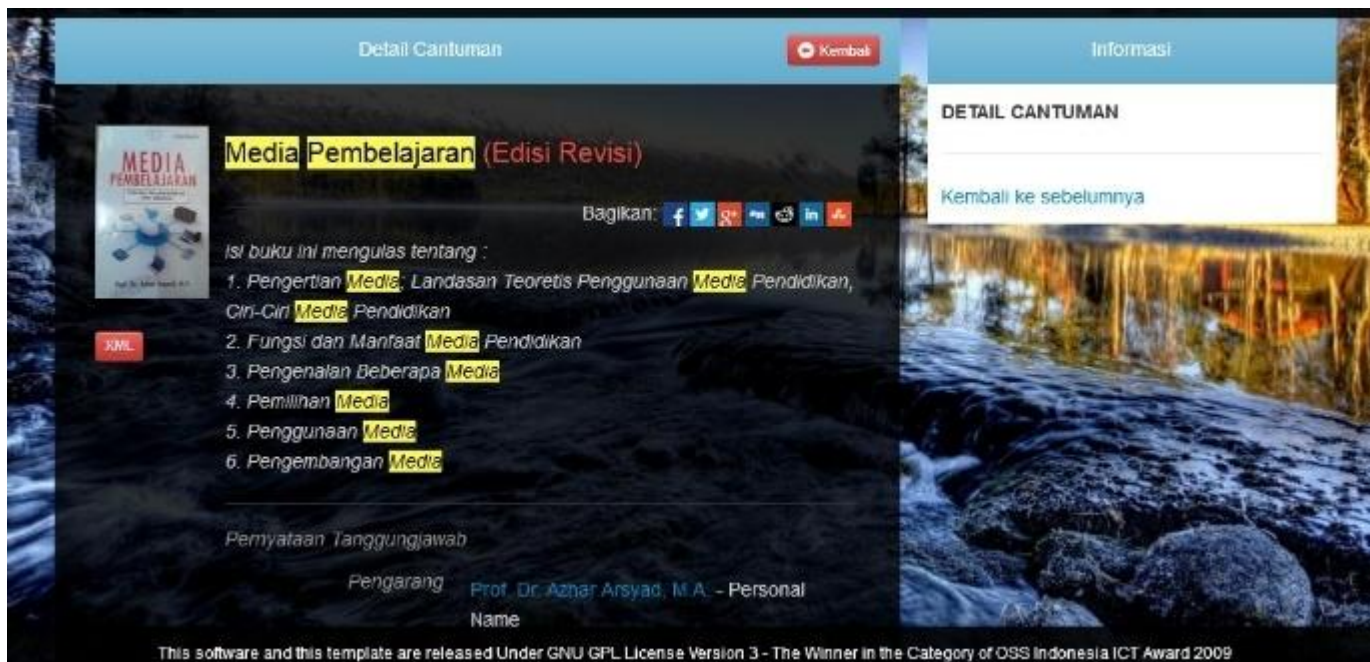 Detail Cantuman
Kembali
Informasi
DETAIL CANTUMAN
Kembali ke sebelumnya
MEDIA
PEMBELAJARAN
Media Pembelajaran (Edisi Revisi)
Bagikan:
Isi buku ini mengulas tentang :
1. Pengertian Media; Landasan Teoretis Penggunaan Media Pendidikan,
Ciri-Ciri Media Pendidikan
2. Fungsi dan Manfaat Media Pendidikan
3. Pengenalan Beberapa Media
4. Pemilihan Media
5. Penggunaan Media
6. Pengembangan Media
XML
Pernyataan Tanggungjawab
Pengarang
Prof. Dr. Azhar Arsyad, M.A. - Personal
Name
This software and this template are released Under GNU GPL License Version 3 - The Winner in the Category of OSS Indonesia ICT Award 2009